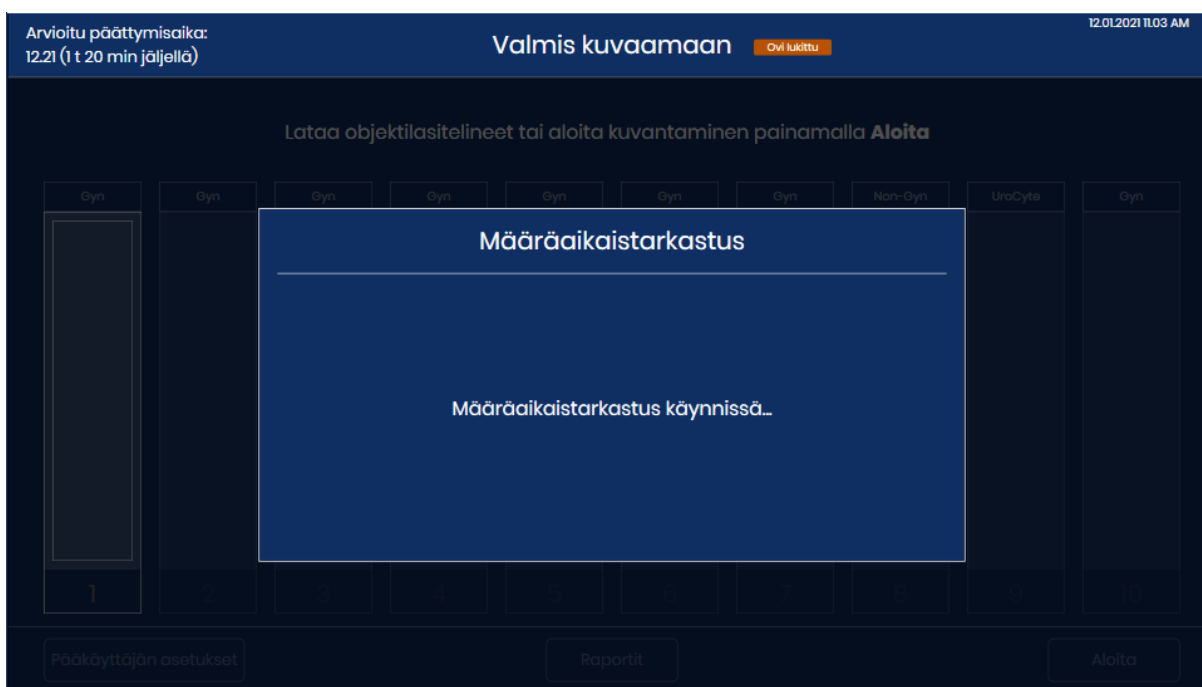 Arvioitu päättymisaika:
12.21 (1 t 20 min jäljellä)
Valmis kuvaamaan
Ovi lukittu
12.01.2021 11.03 AM
Lataa objektilasitelineet tai aloita kuvantaminen painamalla Aloita
Gyn Gyn Gyn Gyn Gyn Gyn Gyn Non-Gyn UroCyte Gyn
Määräaikaistarkastus
Määräaikaistarkastus käynnissä...
1 2 3 4 5 6 7 8 9 10
Pääkäyttäjän asetukset Raportit Aloita